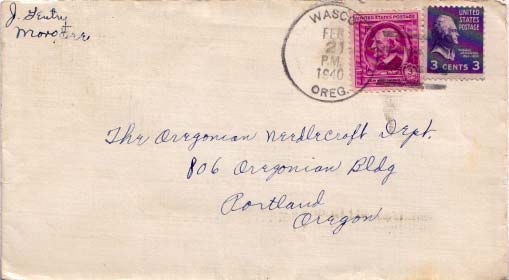 J. Gentry
Moro, Ore
WASCO
FEB
21
P.M.
1940
OREG.
UNITED STATES POSTAGE
UNITED
STATES
POSTAGE
3 CENTS 3
The Oregonian Needlecraft Dept.
806 Oregonian Bldg
Portland
Oregon